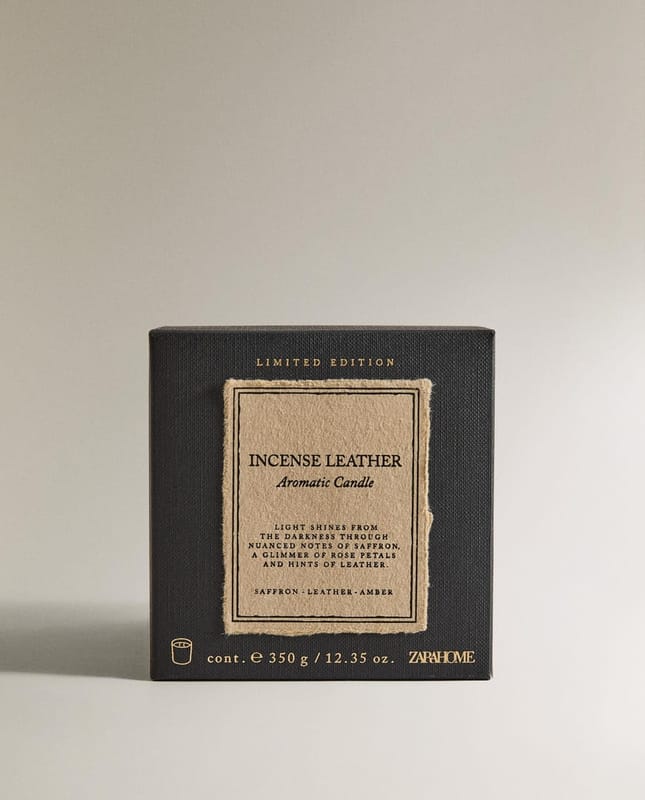 LIMITED EDITION
INCENSE LEATHER
Aromatic Candle
LIGHT SHINES FROM
THE DARKNESS THROUGH
NUANCED NOTES OF SAFFRON,
A GLIMMER OF ROSE PETALS
AND HINTS OF LEATHER.
SAFFRON - LEATHER - AMBER
cont. ℮ 350 g / 12.35 oz. ZARAHOME